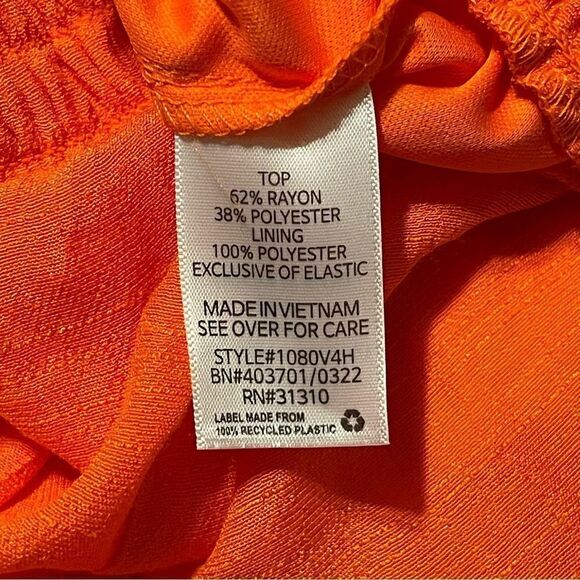 TOP
62% RAYON
38% POLYESTER
LINING
100% POLYESTER
EXCLUSIVE OF ELASTIC
MADE IN VIETNAM
SEE OVER FOR CARE
STYLE#1080V4H
BN#403701/0322
RN#31310
LABEL MADE FROM
100% RECYCLED PLASTIC